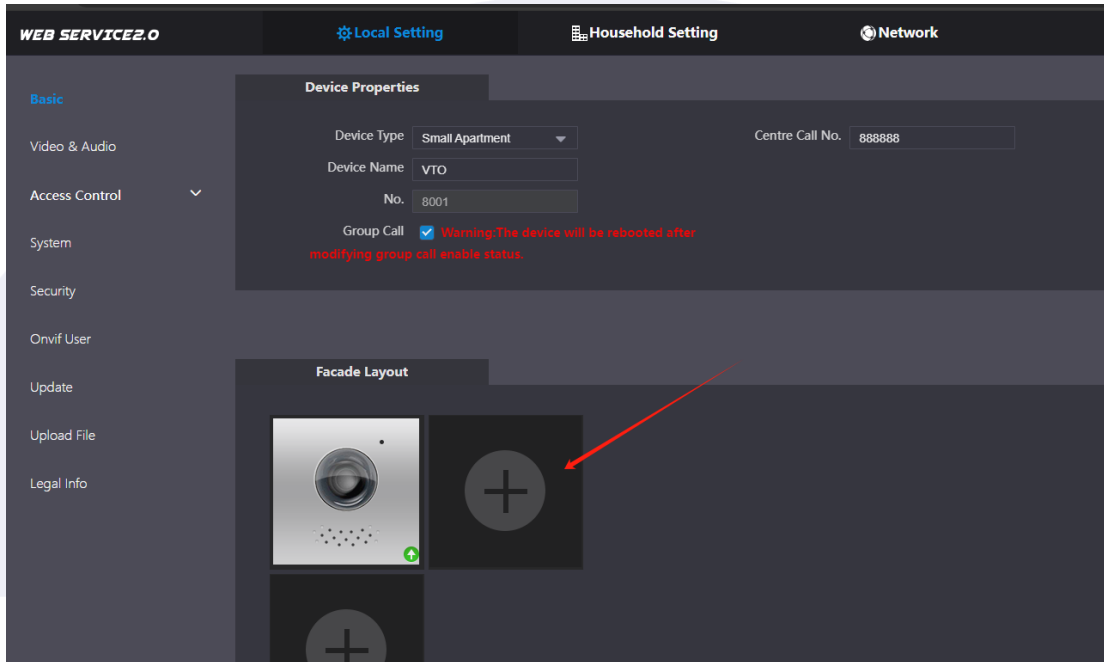 WEB SERVICE2.0
Local Setting
Household Setting
Network
Basic
Video & Audio
Access Control
System
Security
Onvif User
Update
Upload File
Legal Info
Device Properties
Device Type Small Apartment
Centre Call No. 888888
Device Name VTO
No. 8001
Group Call Warning:The device will be rebooted after
modifying group call enable status.
Facade Layout